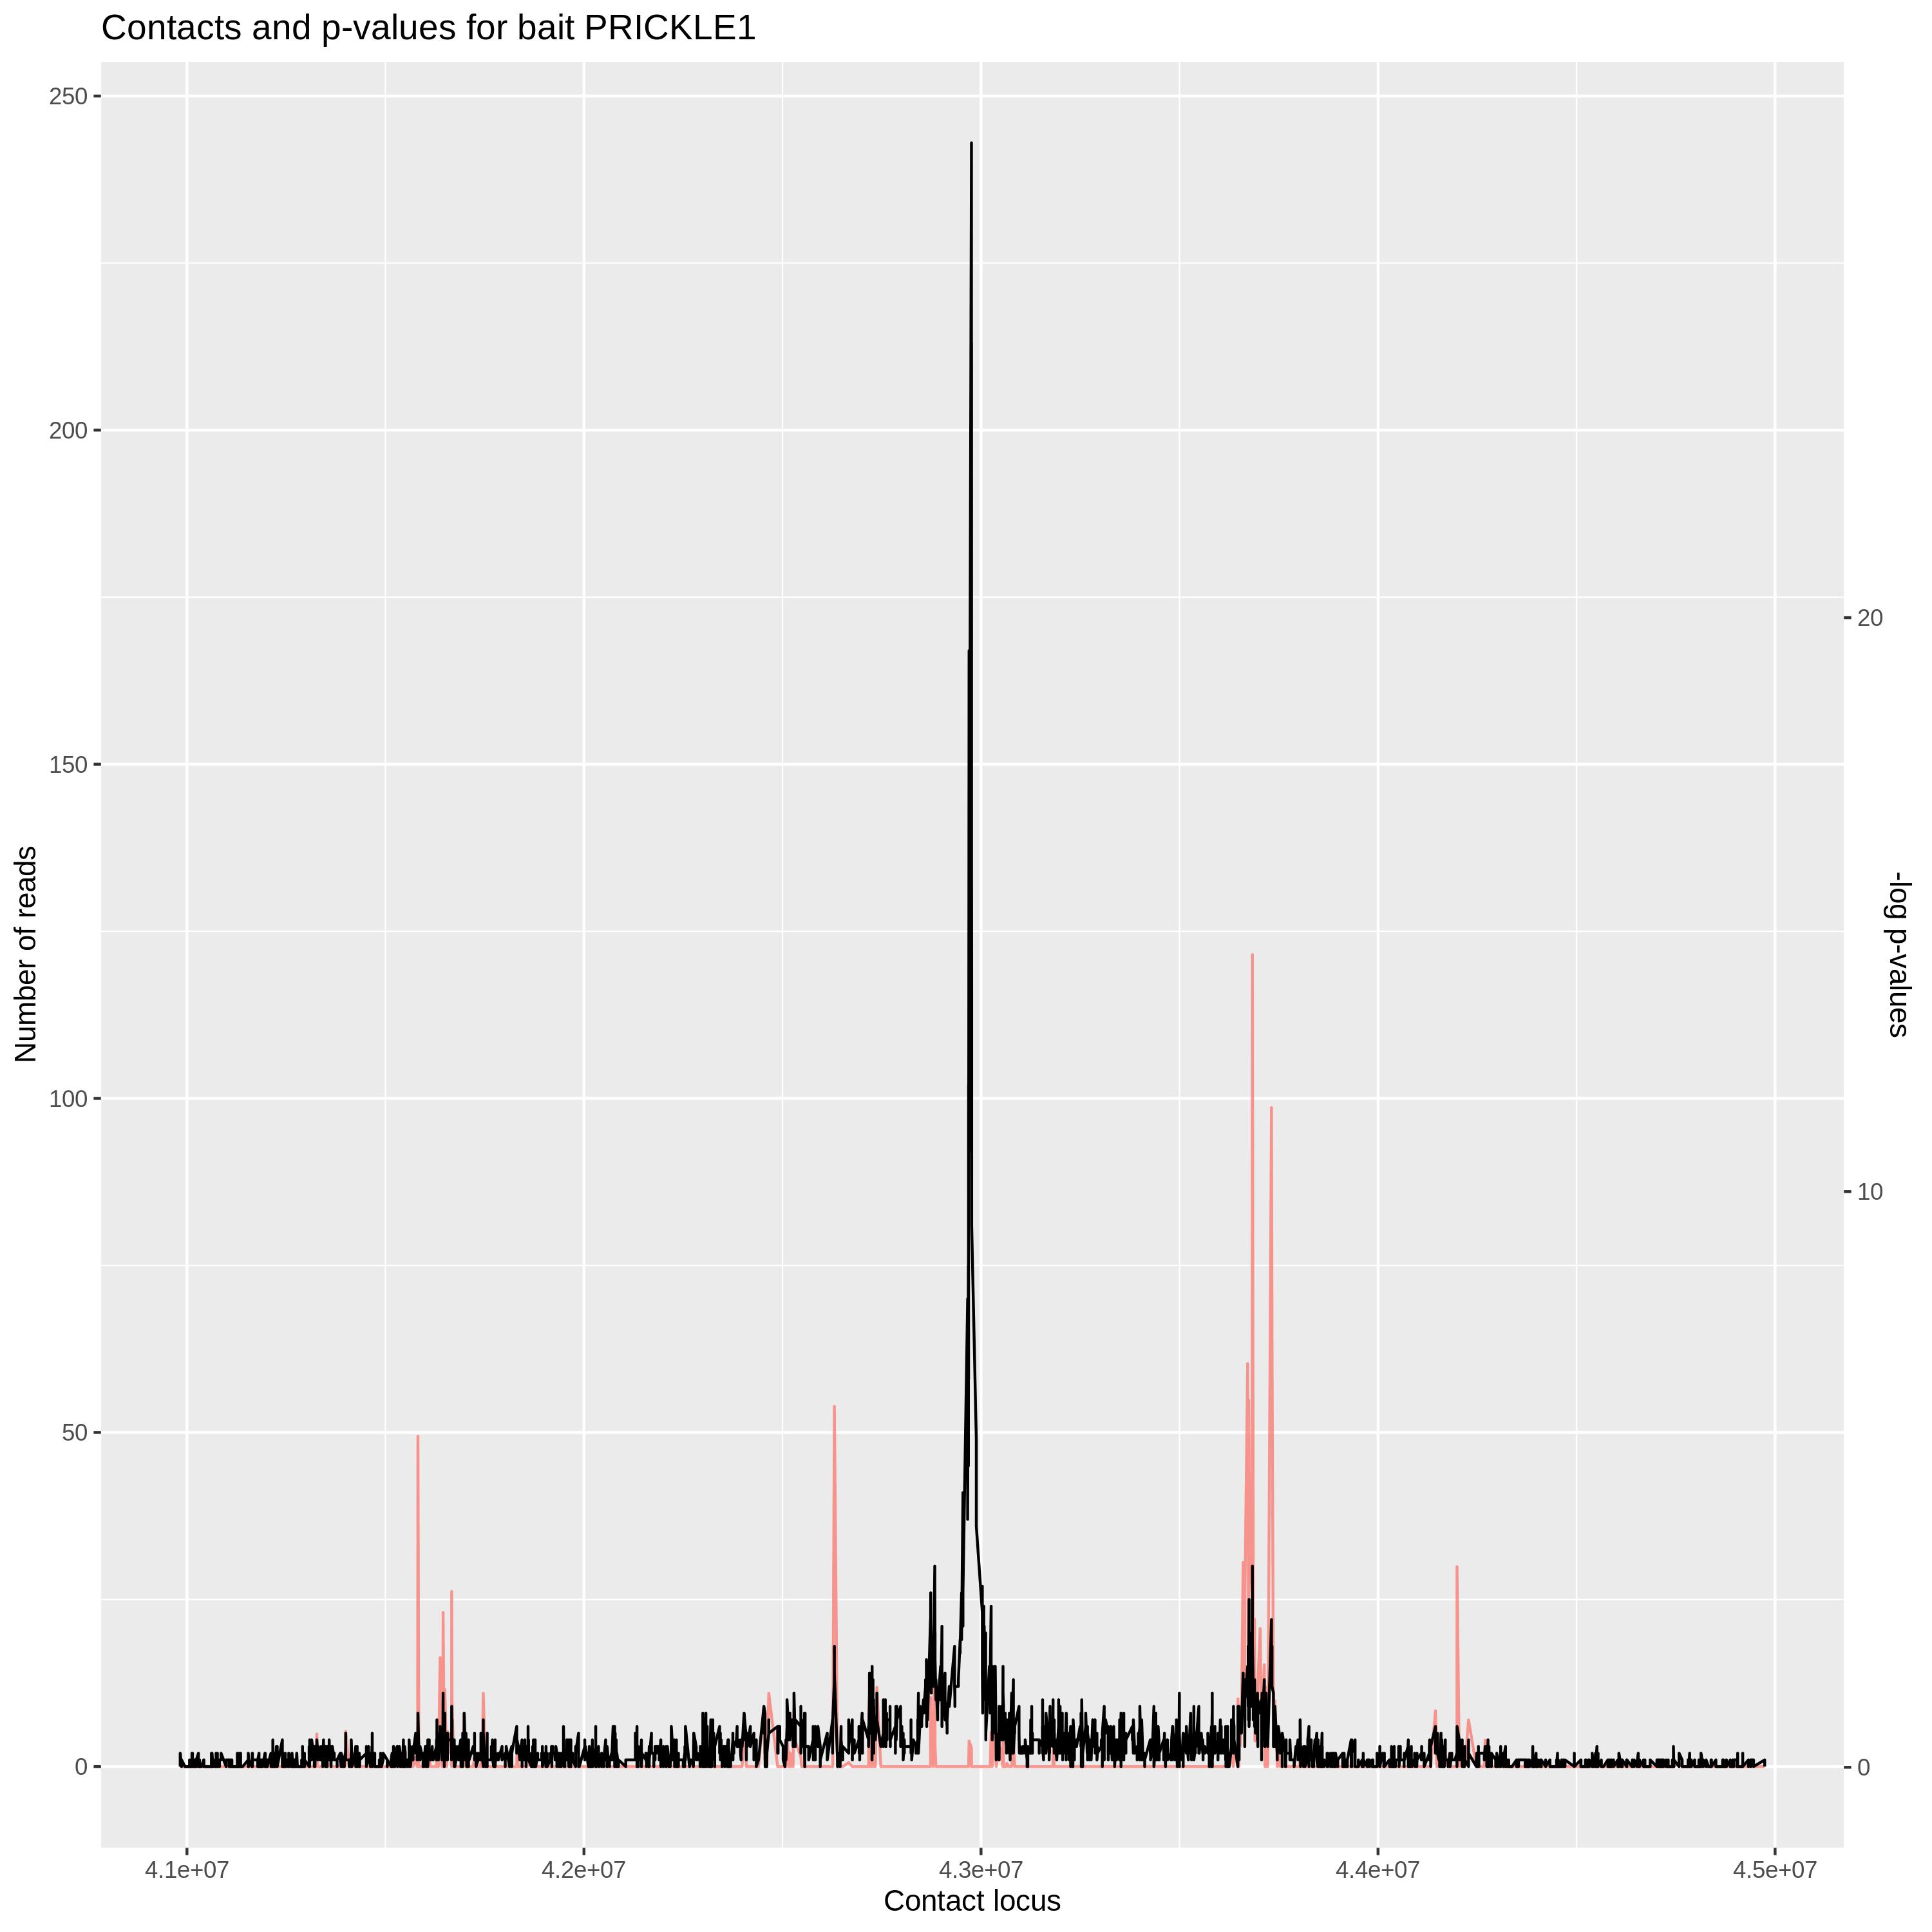 Contacts and p-values for bait PRICKLE1
250
200
150
100
50
0
Number of reads
20
10
0
-log p-values
4.1e+07
4.2e+07
4.3e+07
4.4e+07
4.5e+07
Contact locus